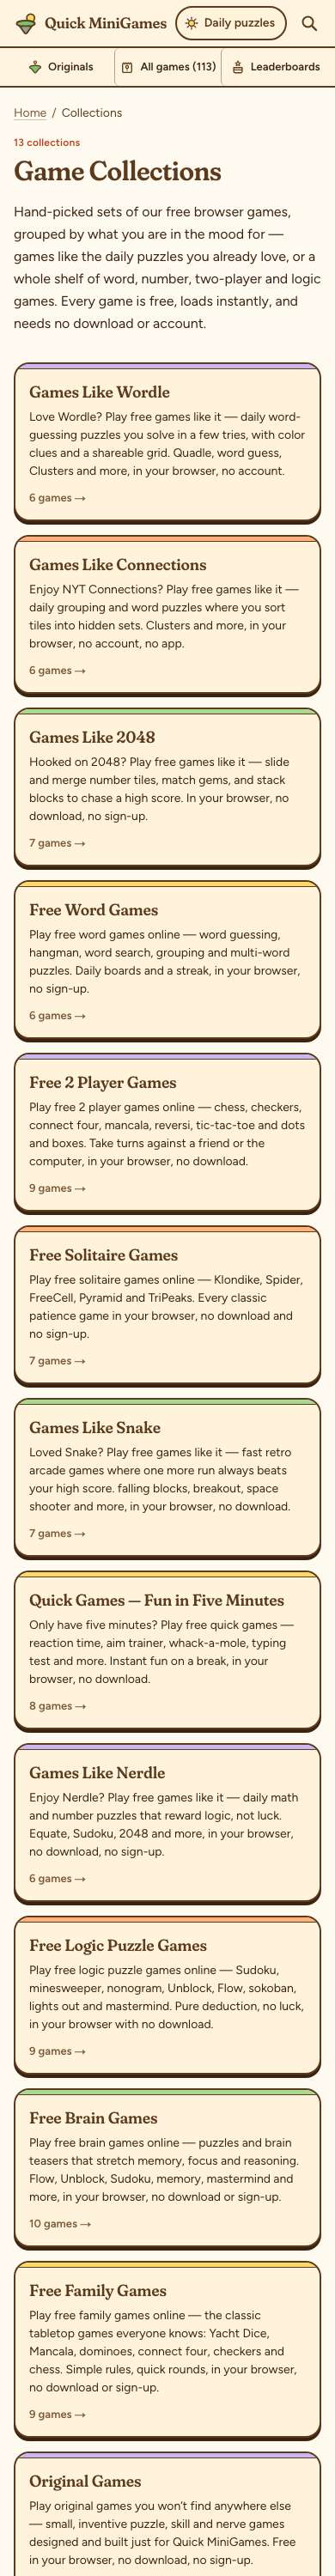 Quick MiniGames
Daily puzzles
Originals
All games (113)
Leaderboards
Home / Collections
13 collections
Game Collections
Hand-picked sets of our free browser games,
grouped by what you are in the mood for —
games like the daily puzzles you already love, or a
whole shelf of word, number, two-player and logic
games. Every game is free, loads instantly, and
needs no download or account.
Games Like Wordle
Love Wordle? Play free games like it — daily word-
guessing puzzles you solve in a few tries, with color
clues and a shareable grid. Quadle, word guess,
Clusters and more, in your browser, no account.
6 games →
Games Like Connections
Enjoy NYT Connections? Play free games like it —
daily grouping and word puzzles where you sort
tiles into hidden sets. Clusters and more, in your
browser, no account, no app.
6 games →
Games Like 2048
Hooked on 2048? Play free games like it — slide
and merge number tiles, match gems, and stack
blocks to chase a high score. In your browser, no
download, no sign-up.
7 games →
Free Word Games
Play free word games online — word guessing,
hangman, word search, grouping and multi-word
puzzles. Daily boards and a streak, in your browser,
no sign-up.
6 games →
Free 2 Player Games
Play free 2 player games online — chess, checkers,
connect four, mancala, reversi, tic-tac-toe and dots
and boxes. Take turns against a friend or the
computer, in your browser, no download.
9 games →
Free Solitaire Games
Play free solitaire games online — Klondike, Spider,
FreeCell, Pyramid and TriPeaks. Every classic
patience game in your browser, no download and
no sign-up.
7 games →
Games Like Snake
Loved Snake? Play free games like it — fast retro
arcade games where one more run always beats
your high score. falling blocks, breakout, space
shooter and more, in your browser, no download.
7 games →
Quick Games — Fun in Five Minutes
Only have five minutes? Play free quick games —
reaction time, aim trainer, whack-a-mole, typing
test and more. Instant fun on a break, in your
browser, no download.
8 games →
Games Like Nerdle
Enjoy Nerdle? Play free games like it — daily math
and number puzzles that reward logic, not luck.
Equate, Sudoku, 2048 and more, in your browser,
no download, no sign-up.
6 games →
Free Logic Puzzle Games
Play free logic puzzle games online — Sudoku,
minesweeper, nonogram, Unblock, Flow, sokoban,
lights out and mastermind. Pure deduction, no luck,
in your browser with no download.
9 games →
Free Brain Games
Play free brain games online — puzzles and brain
teasers that stretch memory, focus and reasoning.
Flow, Unblock, Sudoku, memory, mastermind and
more, in your browser, no download or sign-up.
10 games →
Free Family Games
Play free family games online — the classic
tabletop games everyone knows: Yacht Dice,
Mancala, dominoes, connect four, checkers and
chess. Simple rules, quick rounds, in your browser,
no download or sign-up.
9 games →
Original Games
Play original games you won’t find anywhere else
— small, inventive puzzle, skill and nerve games
designed and built just for Quick MiniGames. Free
in your browser, no download, no sign-up.